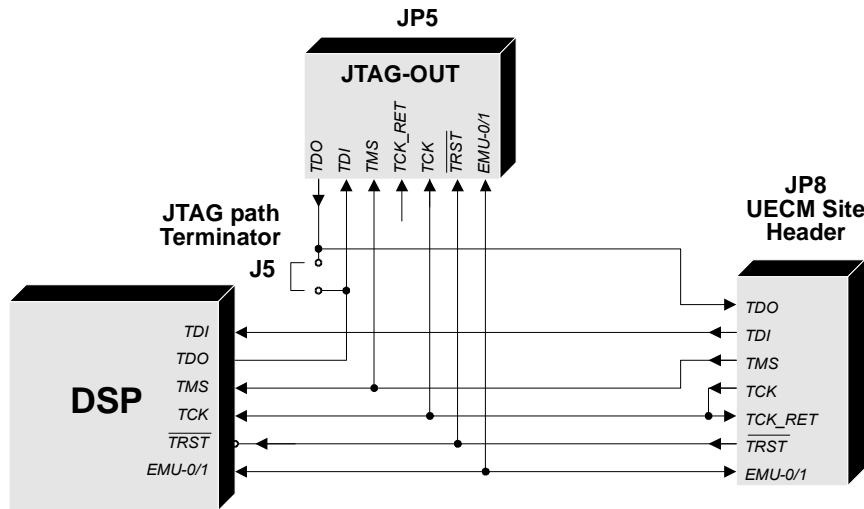 JP5
JTAG-OUT
TDO
TDI
TMS
TCK_RET
TCK
TRST
EMU-0/1
JTAG path
Terminator
J5
JP8
UECM Site
Header
DSP
TDI
TDO
TMS
TCK
TRST
EMU-0/1
TDO
TDI
TMS
TCK
TCK_RET
TRST
EMU-0/1